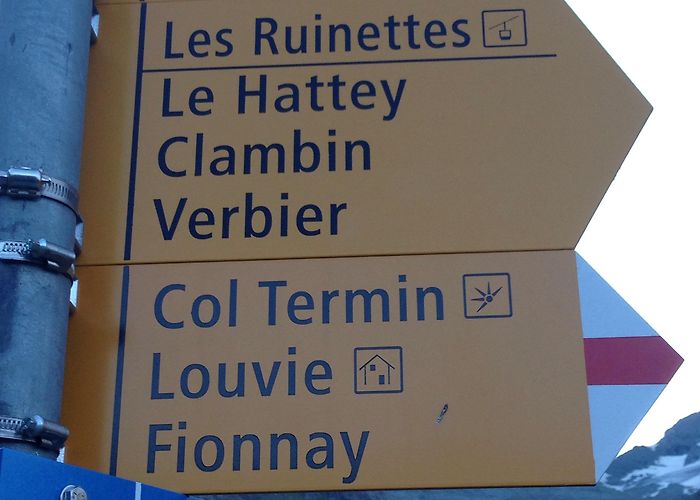 Les Ruinettes
Le Hattey
Clambin
Verbier
Col Termin
Louvie
Fionnay